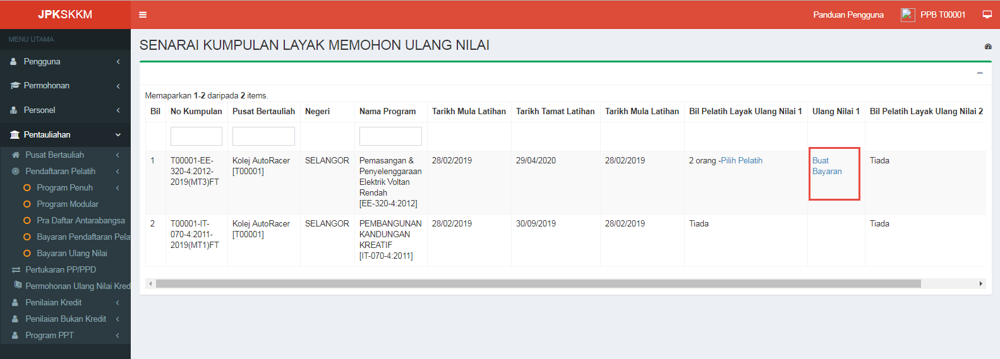 JPKSKKM
Panduan Pengguna
PPB T00001
MENU UTAMA
Pengguna
Permohonan
Personel
Pentauliahan
Pusat Bertauliah
Pendaftaran Pelatih
Program Penuh
Program Modular
Pra Daftar Antarabangsa
Bayaran Pendaftaran Pela
Bayaran Ulang Nilai
Pertukaran PP/PPD
Permohonan Ulang Nilai Kred
Penilaian Kredit
Penilaian Bukan Kredit
Program PPT
SENARAI KUMPULAN LAYAK MEMOHON ULANG NILAI
Memaparkan 1-2 daripada 2 items.
Bil No Kumpulan Pusat Bertauliah Negeri Nama Program Tarikh Mula Latihan Tarikh Tamat Latihan Tarikh Mula Latihan Bil Pelatih Layak Ulang Nilai 1 Ulang Nilai 1 Bil Pelatih Layak Ulang Nilai 2
1 T00001-EE- Kolej AutoRacer SELANGOR Pemasangan & 28/02/2019 29/04/2020 28/02/2019 2 orang -Pilih Pelatih Buat Tiada
320-4:2012- [T00001] Penyelenggaraan Bayaran
2019(MT3)FT Elektrik Voltan
Rendah
[EE-320-4:2012]
2 T00001-IT- Kolej AutoRacer SELANGOR PEMBANGUNAN 28/02/2019 30/09/2019 28/02/2019 Tiada Tiada
070-4:2011- [T00001] KANDUNGAN
2019(MT1)FT KREATIF
[IT-070-4:2011]